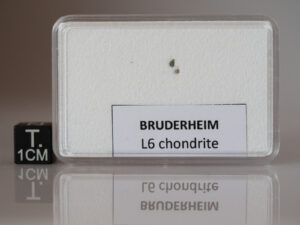 BRUDERHEIM
L6 chondrite
T.
1CM